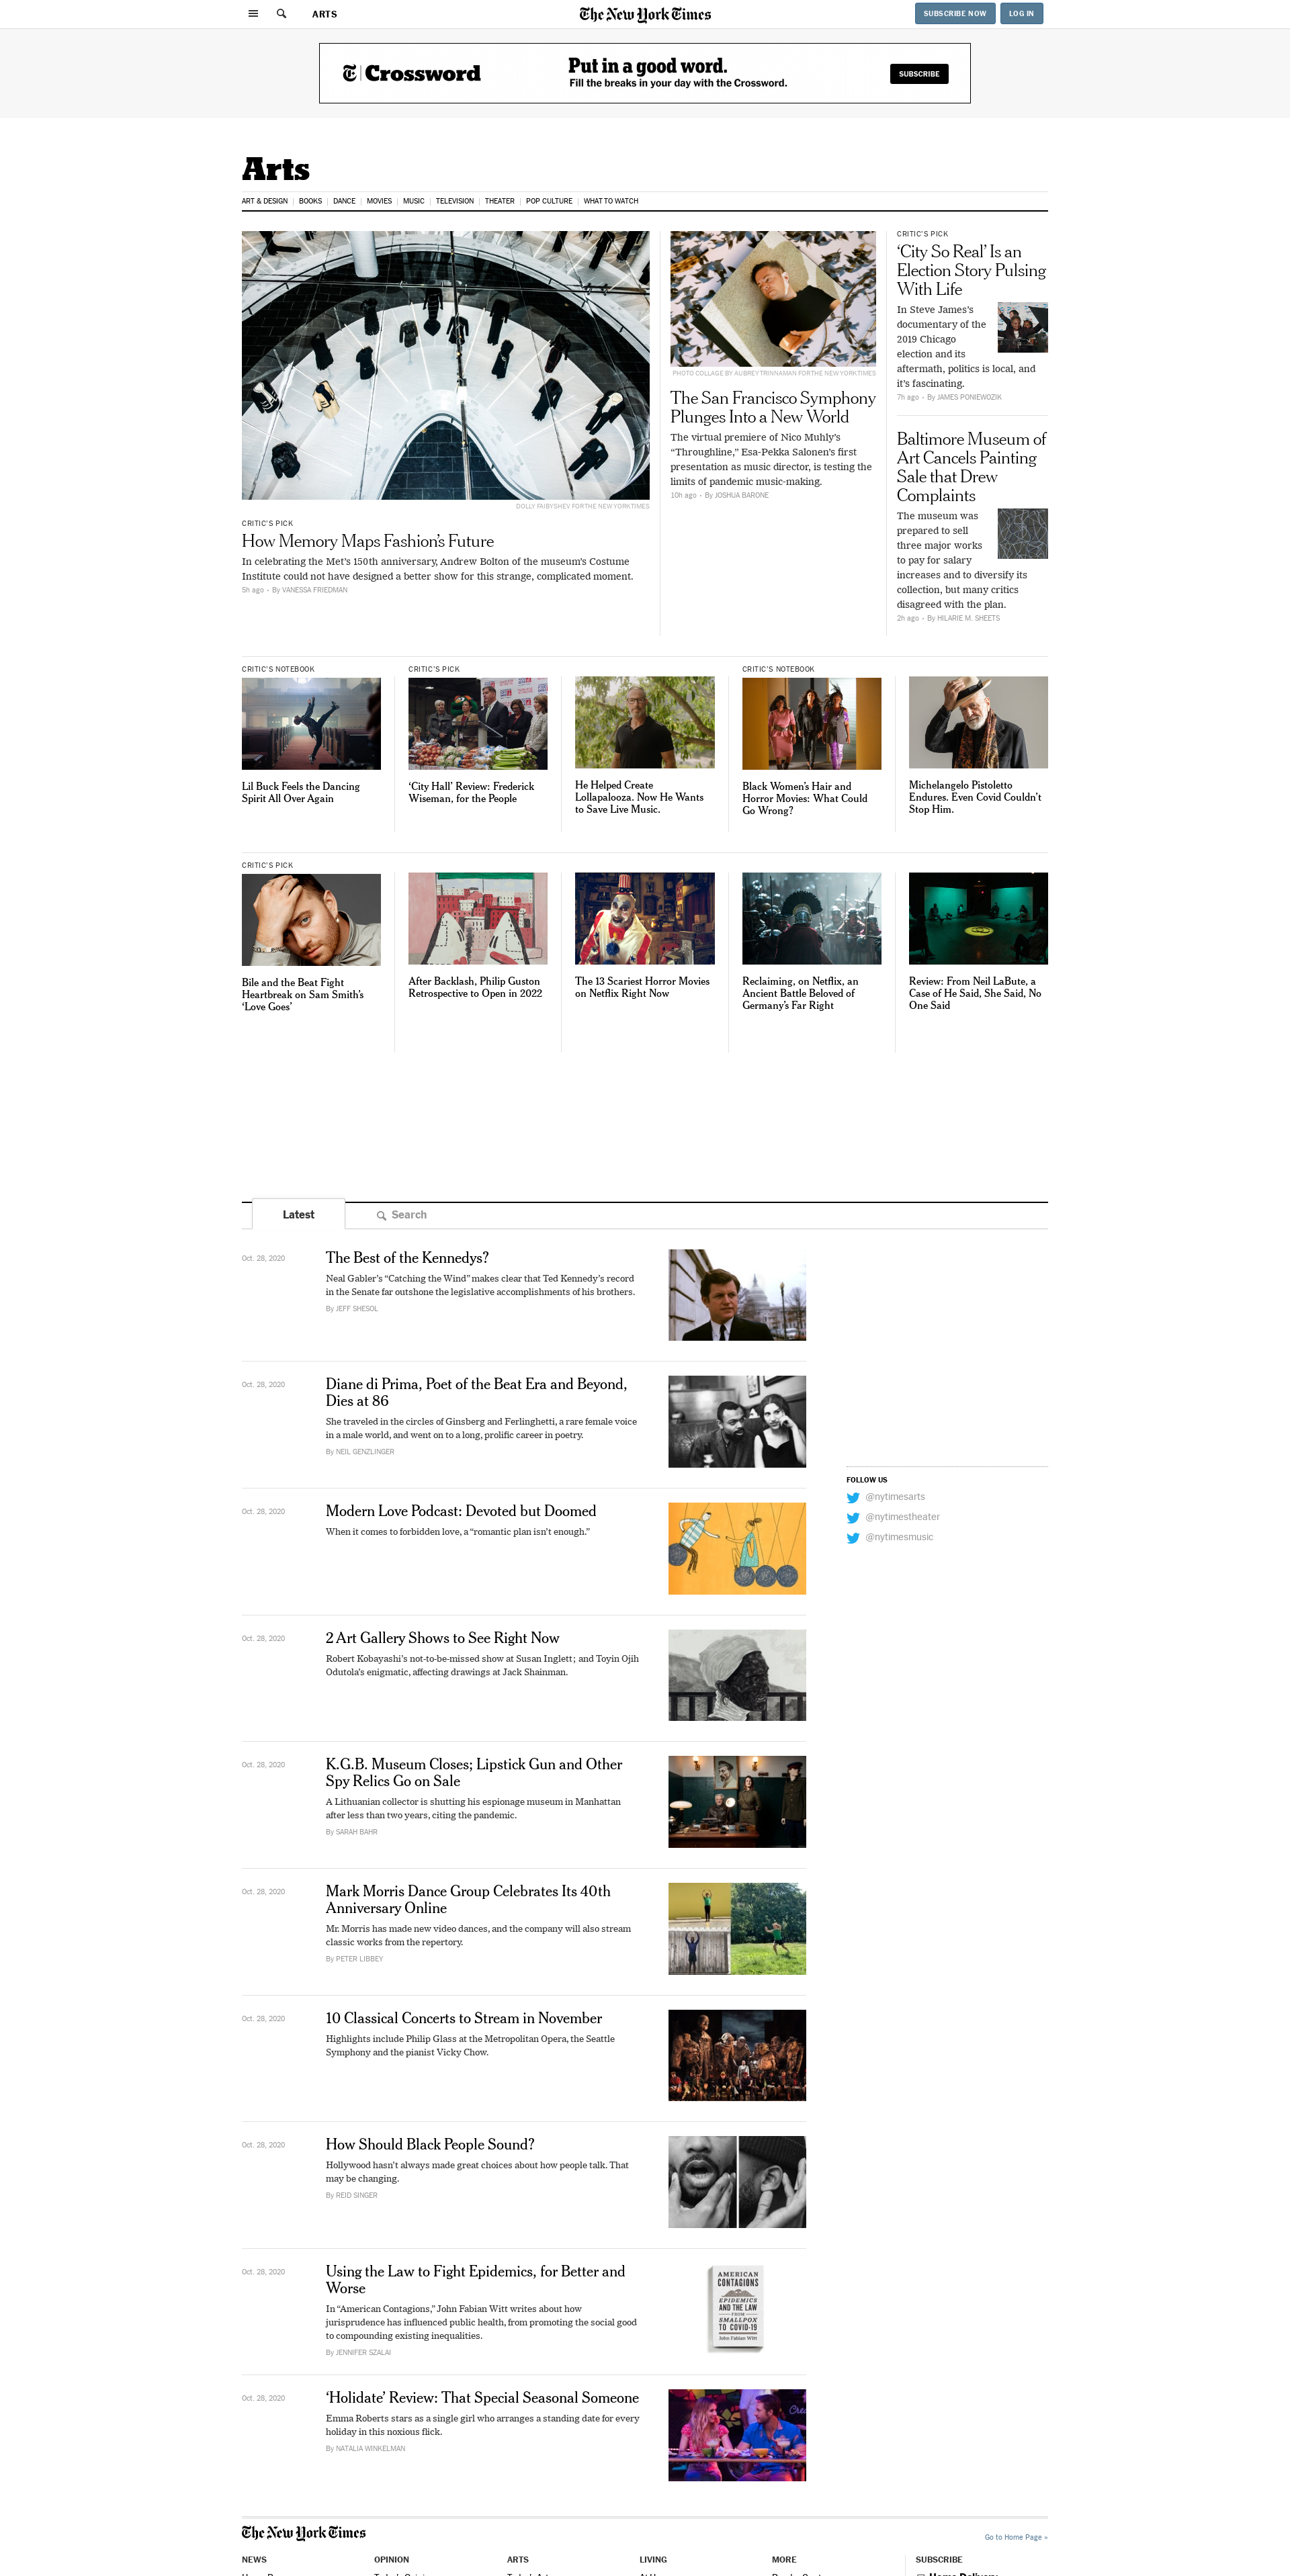 ARTS
The New York Times
SUBSCRIBE NOW
LOG IN
T Crossword
Put in a good word.
Fill the breaks in your day with the Crossword.
SUBSCRIBE
Arts
ART & DESIGN | BOOKS | DANCE | MOVIES | MUSIC | TELEVISION | THEATER | POP CULTURE | WHAT TO WATCH
DOLLY FAIBYSHEV FOR THE NEW YORK TIMES
CRITIC'S PICK
How Memory Maps Fashion's Future
In celebrating the Met's 150th anniversary, Andrew Bolton of the museum's Costume
Institute could not have designed a better show for this strange, complicated moment.
5h ago - By VANESSA FRIEDMAN
PHOTO COLLAGE BY AUBREY TRINNAMAN FOR THE NEW YORK TIMES
The San Francisco Symphony
Plunges Into a New World
The virtual premiere of Nico Muhly's
“Throughline,” Esa-Pekka Salonen's first
presentation as music director, is testing the
limits of pandemic music-making.
10h ago - By JOSHUA BARONE
CRITIC'S PICK
‘City So Real’ Is an
Election Story Pulsing
With Life
In Steve James's
documentary of the
2019 Chicago
election and its
aftermath, politics is local, and
it's fascinating.
7h ago - By JAMES PONIEWOZIK
Baltimore Museum of
Art Cancels Painting
Sale that Drew
Complaints
The museum was
prepared to sell
three major works
to pay for salary
increases and to diversify its
collection, but many critics
disagreed with the plan.
2h ago - By HILARIE M. SHEETS
CRITIC'S NOTEBOOK
Lil Buck Feels the Dancing
Spirit All Over Again
CRITIC'S PICK
‘City Hall’ Review: Frederick
Wiseman, for the People
He Helped Create
Lollapalooza. Now He Wants
to Save Live Music.
CRITIC'S NOTEBOOK
Black Women's Hair and
Horror Movies: What Could
Go Wrong?
Michelangelo Pistoletto
Endures. Even Covid Couldn't
Stop Him.
CRITIC'S PICK
Bile and the Beat Fight
Heartbreak on Sam Smith's
‘Love Goes’
After Backlash, Philip Guston
Retrospective to Open in 2022
The 13 Scariest Horror Movies
on Netflix Right Now
Reclaiming, on Netflix, an
Ancient Battle Beloved of
Germany's Far Right
Review: From Neil LaBute, a
Case of He Said, She Said, No
One Said
Latest
Search
Oct. 28, 2020
The Best of the Kennedys?
Neal Gabler's “Catching the Wind” makes clear that Ted Kennedy's record
in the Senate far outshone the legislative accomplishments of his brothers.
By JEFF SHESOL
Oct. 28, 2020
Diane di Prima, Poet of the Beat Era and Beyond,
Dies at 86
She traveled in the circles of Ginsberg and Ferlinghetti, a rare female voice
in a male world, and went on to a long, prolific career in poetry.
By NEIL GENZLINGER
FOLLOW US
@nytimesarts
@nytimestheater
@nytimesmusic
Oct. 28, 2020
Modern Love Podcast: Devoted but Doomed
When it comes to forbidden love, a “romantic plan isn't enough.”
Oct. 28, 2020
2 Art Gallery Shows to See Right Now
Robert Kobayashi's not-to-be-missed show at Susan Inglett; and Toyin Ojih
Odutola's enigmatic, affecting drawings at Jack Shainman.
Oct. 28, 2020
K.G.B. Museum Closes; Lipstick Gun and Other
Spy Relics Go on Sale
A Lithuanian collector is shutting his espionage museum in Manhattan
after less than two years, citing the pandemic.
By SARAH BAHR
Oct. 28, 2020
Mark Morris Dance Group Celebrates Its 40th
Anniversary Online
Mr. Morris has made new video dances, and the company will also stream
classic works from the repertory.
By PETER LIBBEY
Oct. 28, 2020
10 Classical Concerts to Stream in November
Highlights include Philip Glass at the Metropolitan Opera, the Seattle
Symphony and the pianist Vicky Chow.
Oct. 28, 2020
How Should Black People Sound?
Hollywood hasn't always made great choices about how people talk. That
may be changing.
By REID SINGER
Oct. 28, 2020
Using the Law to Fight Epidemics, for Better and
Worse
In “American Contagions,” John Fabian Witt writes about how
jurisprudence has influenced public health, from promoting the social good
to compounding existing inequalities.
By JENNIFER SZALAI
AMERICAN
CONTAGIONS
EPIDEMICS
AND THE LAW
FROM
SMALLPOX
TO COVID-19
John Fabian Witt
Oct. 28, 2020
‘Holidate’ Review: That Special Seasonal Someone
Emma Roberts stars as a single girl who arranges a standing date for every
holiday in this noxious flick.
By NATALIA WINKELMAN
The New York Times
Go to Home Page »
NEWS
OPINION
ARTS
LIVING
MORE
SUBSCRIBE